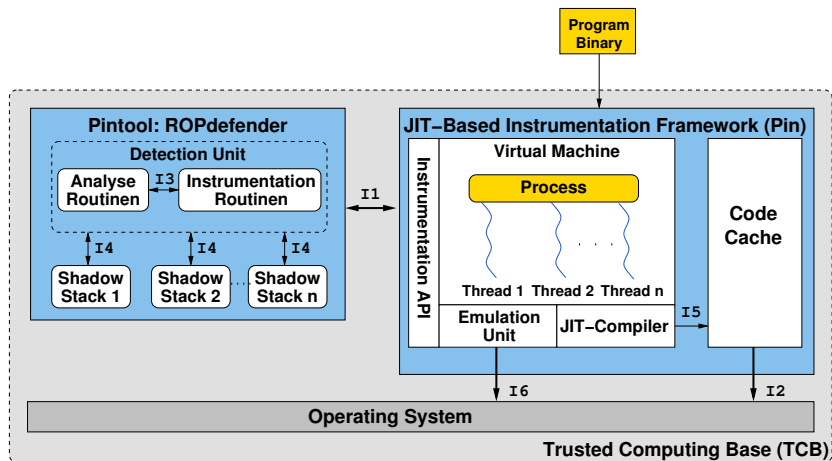 Program
Binary
Pintool: ROPdefender
JIT-Based Instrumentation Framework (Pin)
Detection Unit
Analyse
Routinen
I3
Instrumentation
Routinen
I1
I4
I4
I4
Shadow
Stack 1
Shadow
Stack 2
Shadow
Stack n
Instrumentation API
Virtual Machine
Process
Thread 1
Thread 2
Thread n
Emulation
Unit
JIT-Compiler
I5
Code
Cache
I6
I2
Operating System
Trusted Computing Base (TCB)